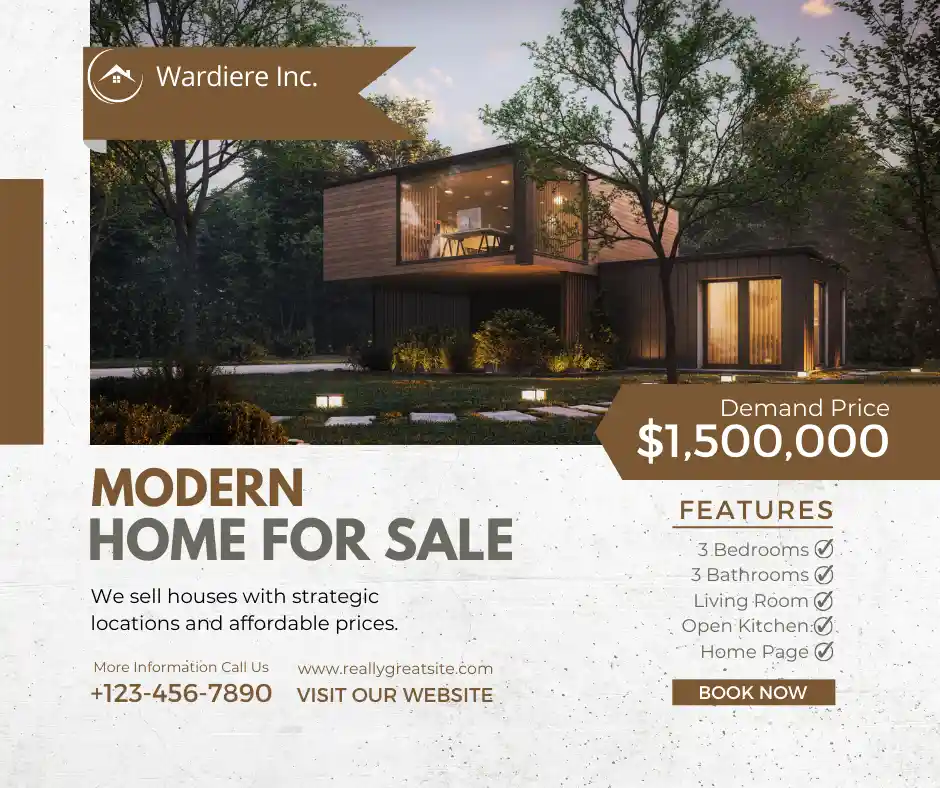 Wardiere Inc.
Demand Price
$1,500,000
MODERN
HOME FOR SALE
We sell houses with strategic
locations and affordable prices.
More Information Call Us
+123-456-7890
www.reallygreatsite.com
VISIT OUR WEBSITE
FEATURES
3 Bedrooms
3 Bathrooms
Living Room
Open Kitchen.
Home Page
BOOK NOW